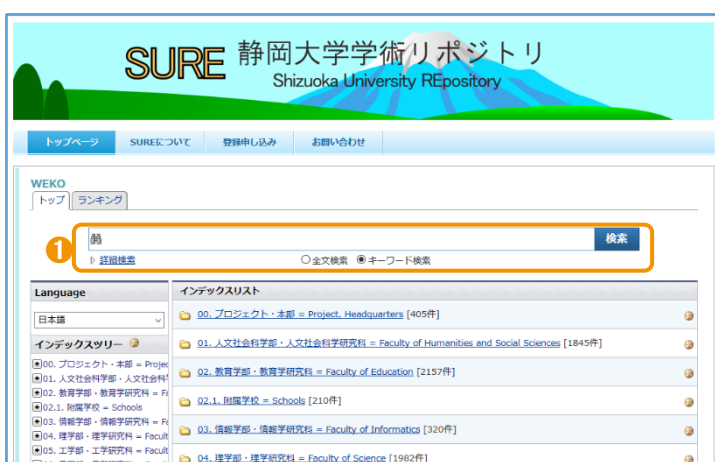 SURE 静岡大学学術リポジトリ
Shizuoka University REpository
トップページ SUREについて 登録申し込み お問い合わせ
WEKO
トップ ランキング
1
検索
詳細検索 全文検索 キーワード検索
Language
日本語
インデックスツリー
00. プロジェクト・本部 = Projec
01. 人文社会科学部・人文社会科学
02. 教育学部・教育学研究科 = Fa
02.1. 附属学校 = Schools
03. 情報学部・情報学研究科 = Fa
04. 理学部・理学研究科 = Facult
05. 工学部・工学研究科 = Facult
インデックスリスト
00. プロジェクト・本部 = Project, Headquarters [405件]
01. 人文社会科学部・人文社会科学研究科 = Faculty of Humanities and Social Sciences [1845件]
02. 教育学部・教育学研究科 = Faculty of Education [2157件]
02.1. 附属学校 = Schools [210件]
03. 情報学部・情報学研究科 = Faculty of Informatics [320件]
04. 理学部・理学研究科 = Faculty of Science [1982件]